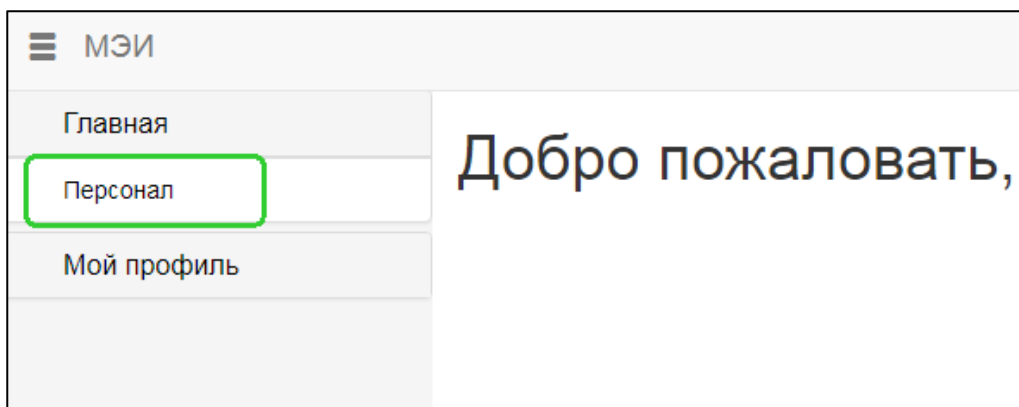 МЭИ
Главная
Добро пожаловать,
Персонал
Мой профиль